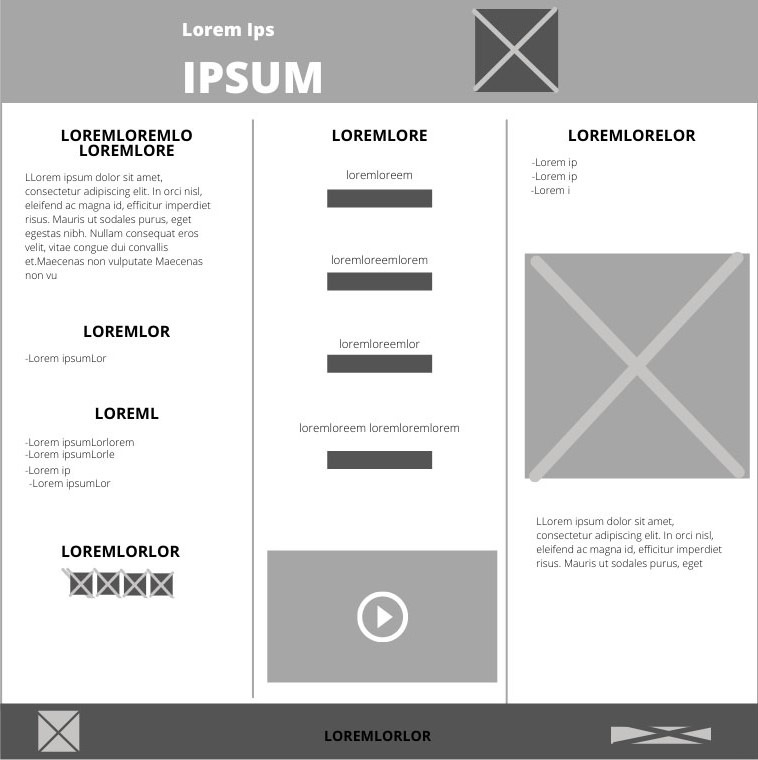 Lorem Ips
IPSUM
LOREMLOREMLO
LOREMLORE
LLorem ipsum dolor sit amet,
consectetur adipiscing elit. In orci nisl,
eleifend ac magna id, efficitur imperdiet
risus. Mauris ut sodales purus, eget
egestas nibh. Nullam consequat eros
velit, vitae congue dui convallis
et.Maecenas non vulputate Maecenas
non vu
LOREMLOR
-Lorem ipsumLor
LOREML
-Lorem ipsumLorlorem
-Lorem ipsumLorle
-Lorem ip
-Lorem ipsumLor
LOREMLORLOR
LOREMLORE
loremloreem
loremloreemlorem
loremloreemlor
loremloreem loremloremlorem
LOREMLORELOR
-Lorem ip
-Lorem ip
-Lorem i
LLorem ipsum dolor sit amet,
consectetur adipiscing elit. In orci nisl,
eleifend ac magna id, efficitur imperdiet
risus. Mauris ut sodales purus, eget
LOREMLORLOR